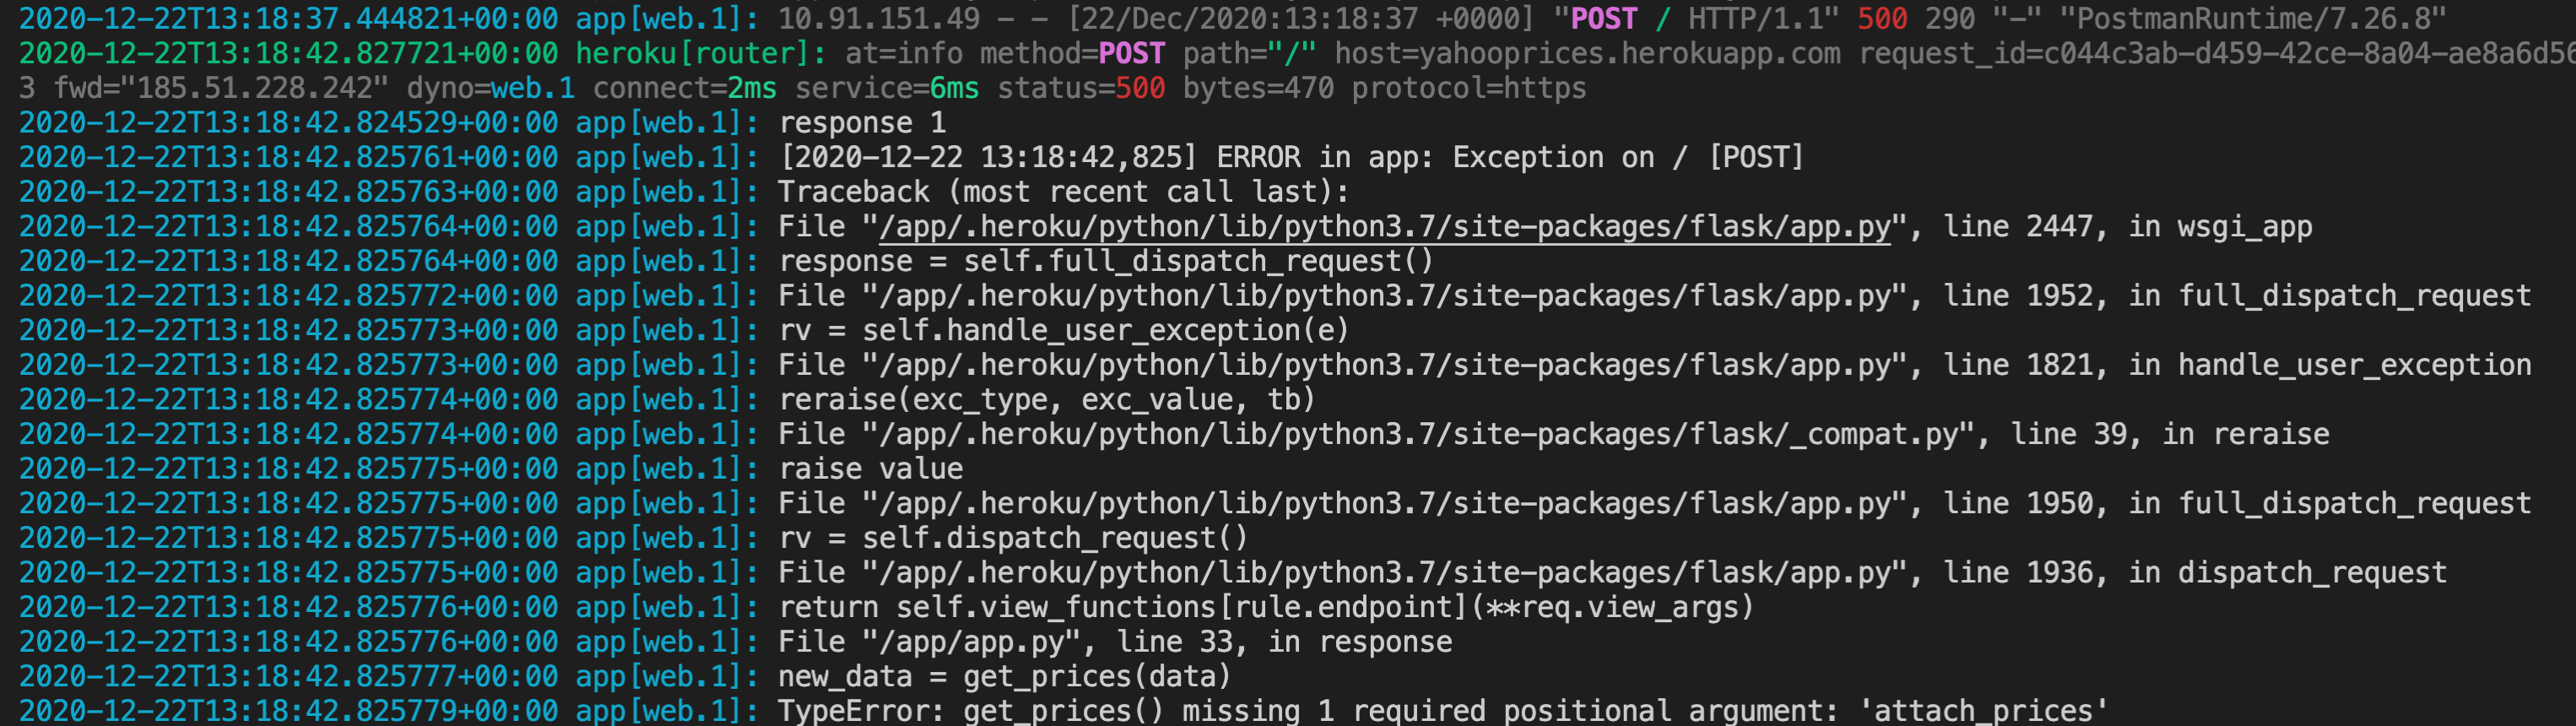 2020-12-22T13:18:37.444821+00:00 app[web.1]: 10.91.151.49 - - [22/Dec/2020:13:18:37 +0000] "POST / HTTP/1.1" 500 290 "-" "PostmanRuntime/7.26.8"
2020-12-22T13:18:42.827721+00:00 heroku[router]: at=info method=POST path="/" host=yahooprices.herokuapp.com request_id=c044c3ab-d459-42ce-8a04-ae8a6d56
3 fwd="185.51.228.242" dyno=web.1 connect=2ms service=6ms status=500 bytes=470 protocol=https
2020-12-22T13:18:42.824529+00:00 app[web.1]: response 1
2020-12-22T13:18:42.825761+00:00 app[web.1]: [2020-12-22 13:18:42,825] ERROR in app: Exception on / [POST]
2020-12-22T13:18:42.825763+00:00 app[web.1]: Traceback (most recent call last):
2020-12-22T13:18:42.825764+00:00 app[web.1]: File "/app/.heroku/python/lib/python3.7/site-packages/flask/app.py", line 2447, in wsgi_app
2020-12-22T13:18:42.825764+00:00 app[web.1]: response = self.full_dispatch_request()
2020-12-22T13:18:42.825772+00:00 app[web.1]: File "/app/.heroku/python/lib/python3.7/site-packages/flask/app.py", line 1952, in full_dispatch_request
2020-12-22T13:18:42.825773+00:00 app[web.1]: rv = self.handle_user_exception(e)
2020-12-22T13:18:42.825773+00:00 app[web.1]: File "/app/.heroku/python/lib/python3.7/site-packages/flask/app.py", line 1821, in handle_user_exception
2020-12-22T13:18:42.825774+00:00 app[web.1]: reraise(exc_type, exc_value, tb)
2020-12-22T13:18:42.825774+00:00 app[web.1]: File "/app/.heroku/python/lib/python3.7/site-packages/flask/_compat.py", line 39, in reraise
2020-12-22T13:18:42.825775+00:00 app[web.1]: raise value
2020-12-22T13:18:42.825775+00:00 app[web.1]: File "/app/.heroku/python/lib/python3.7/site-packages/flask/app.py", line 1950, in full_dispatch_request
2020-12-22T13:18:42.825775+00:00 app[web.1]: rv = self.dispatch_request()
2020-12-22T13:18:42.825775+00:00 app[web.1]: File "/app/.heroku/python/lib/python3.7/site-packages/flask/app.py", line 1936, in dispatch_request
2020-12-22T13:18:42.825776+00:00 app[web.1]: return self.view_functions[rule.endpoint](**req.view_args)
2020-12-22T13:18:42.825776+00:00 app[web.1]: File "/app/app.py", line 33, in response
2020-12-22T13:18:42.825777+00:00 app[web.1]: new_data = get_prices(data)
2020-12-22T13:18:42.825779+00:00 app[web.1]: TypeError: get_prices() missing 1 required positional argument: 'attach_prices'